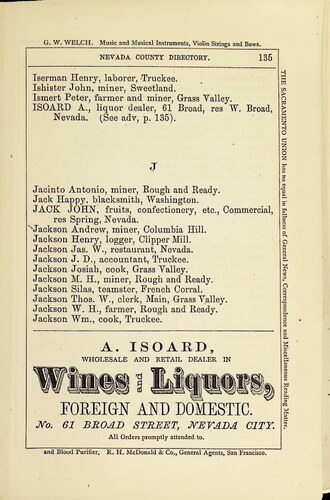 G. W. WELCH. Music and Musical Instruments, Violin Strings and Bows.
NEVADA COUNTY DIRECTORY. 135
Iserman Henry, laborer, Truckee.
Ishister John, miner, Sweetland.
Ismert Peter, farmer and miner, Grass Valley.
ISOARD A., liquor dealer, 61 Broad, res W. Broad,
Nevada. (See adv, p. 135).
J
Jacinto Antonio, miner, Rough and Ready.
Jack Happy, blacksmith, Washington.
JACK JOHN, fruits, confectionery, etc., Commercial,
res Spring, Nevada.
Jackson Andrew, miner, Columbia Hill.
Jackson Henry, logger, Clipper Mill.
Jackson Jas. W., restaurant, Nevada.
Jackson J. D., accountant, Truckee.
Jackson Josiah, cook, Grass Valley.
Jackson M. H., miner, Rough and Ready.
Jackson Silas, teamster, French Corral.
Jackson Thos. W., clerk, Main, Grass Valley.
Jackson W. H., farmer, Rough and Ready.
Jackson Wm., cook, Truckee.
A. ISOARD,
WHOLESALE AND RETAIL DEALER IN
Wines and Liquors,
FOREIGN AND DOMESTIC.
No. 61 BROAD STREET, NEVADA CITY.
All Orders promptly attended to.
and Blood Purifier, R. H. McDonald & Co., General Agents, San Francisco.
THE SACRAMENTO UNION has no equal in fullness of General News, Correspondence and Miscellaneous Reading Matter.